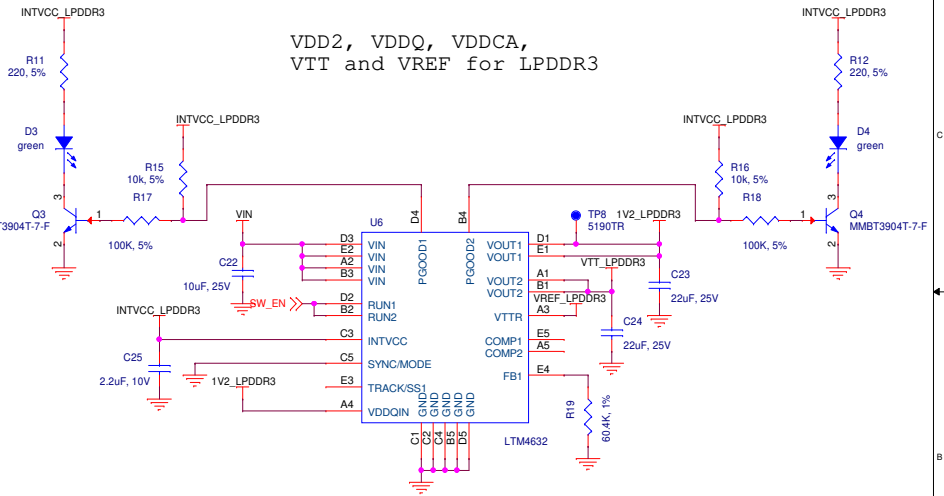 INTVCC_LPDDR3
INTVCC_LPDDR3
VDD2, VDDQ, VDDCA,
VTT and VREF for LPDDR3
R11
220, 5%
R12
220, 5%
D3
green
D4
green
C
INTVCC_LPDDR3
INTVCC_LPDDR3
R15
10k, 5%
R16
10k, 5%
3
R17
R18
3
Q3
T3904T-7-F
1
2
100K, 5%
100K, 5%
1
Q4
MMBT3904T-7-F
2
VIN
U6
D4
B4
TP8
5190TR
1V2_LPDDR3
PGOOD1
PGOOD2
D3
VIN
E2
VIN
A2
VIN
B3
VIN
D1
VOUT1
E1
VOUT1
C22
10uF, 25V
VTT_LPDDR3
A1
VOUT2
B1
VOUT2
C23
22uF, 25V
SW_EN
D2
RUN1
B2
RUN2
VREF_LPDDR3
A3
VTTR
INTVCC_LPDDR3
C3
INTVCC
C24
22uF, 25V
E5
COMP1
A5
COMP2
C25
2.2uF, 10V
C5
SYNC/MODE
E4
FB1
E3
TRACK/SS1
1V2_LPDDR3
A4
VDDQIN
GND
GND
GND
GND
GND
C1
C2
C4
B5
D5
R19
60.4K, 1%
LTM4632
B